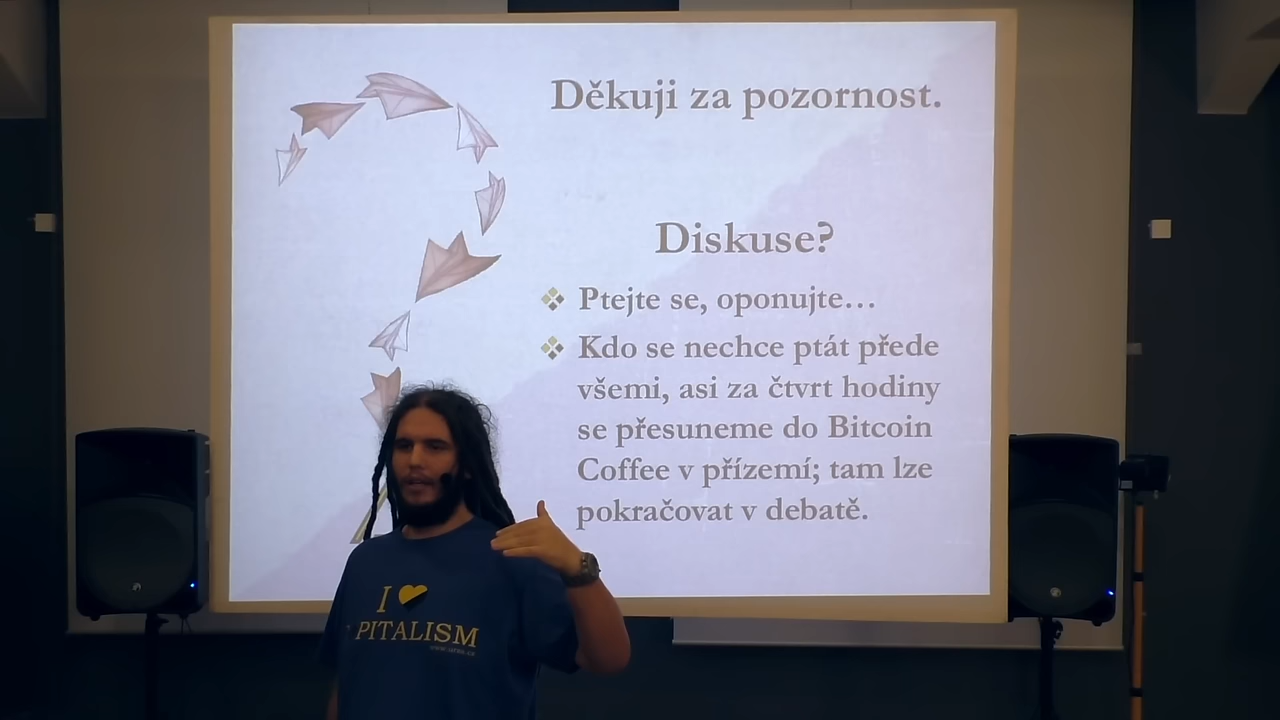 Děkuji za pozornost.
Diskuse?
Ptejte se, oponujte…
Kdo se nechce ptát přede
všemi, asi za čtvrt hodiny
se přesuneme do Bitcoin
Coffee v přízemí; tam lze
pokračovat v debatě.
I
PITALISM